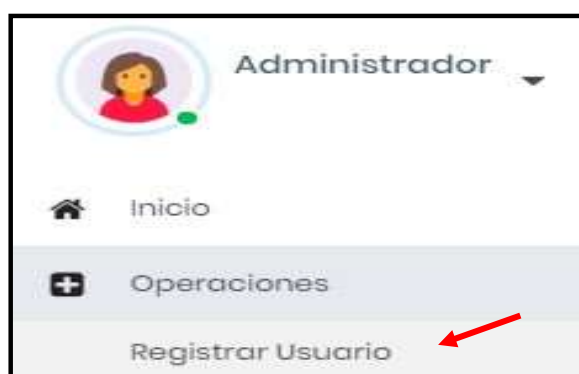 Administrador
Inicio
Operaciones
Registrar Usuario